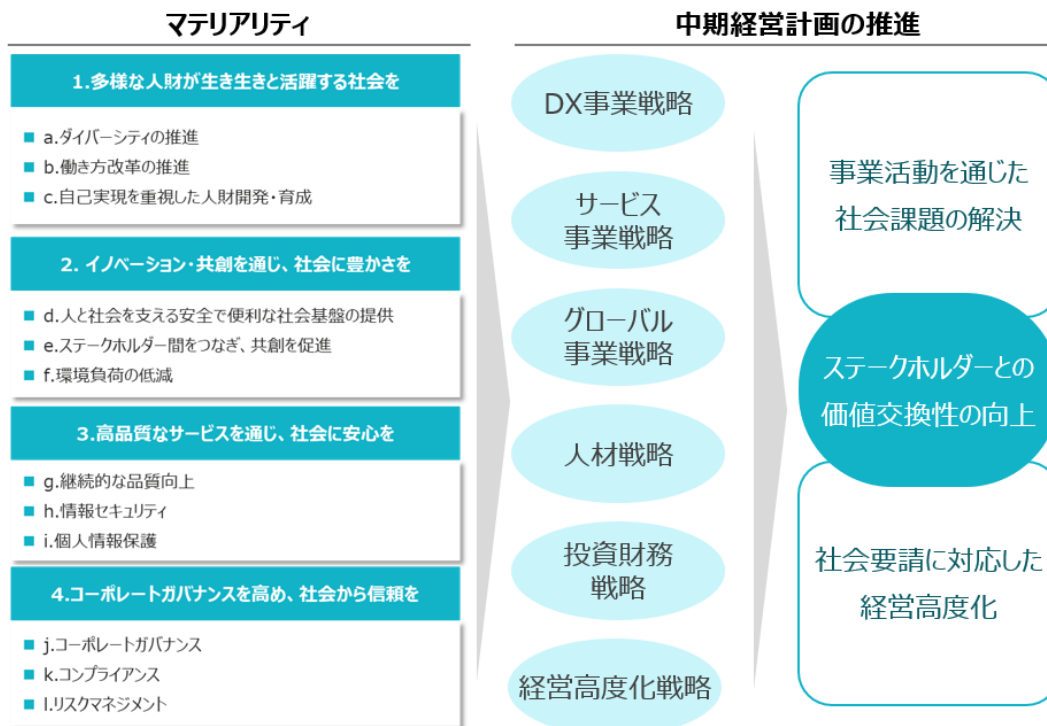 マテリアリティ
1.多様な人財が生き生きと活躍する社会を
a.ダイバーシティの推進
b.働き方改革の推進
c.自己実現を重視した人財開発・育成
2. イノベーション・共創を通じ、社会に豊かさを
d.人と社会を支える安全で便利な社会基盤の提供
e.ステークホルダー間をつなぎ、共創を促進
f.環境負荷の低減
3.高品質なサービスを通じ、社会に安心を
g.継続的な品質向上
h.情報セキュリティ
i.個人情報保護
4.コーポレートガバナンスを高め、社会から信頼を
j.コーポレートガバナンス
k.コンプライアンス
l.リスクマネジメント
中期経営計画の推進
DX事業戦略
サービス
事業戦略
グローバル
事業戦略
人材戦略
投資財務
戦略
経営高度化戦略
事業活動を通じた
社会課題の解決
ステークホルダーとの
価値交換性の向上
社会要請に対応した
経営高度化